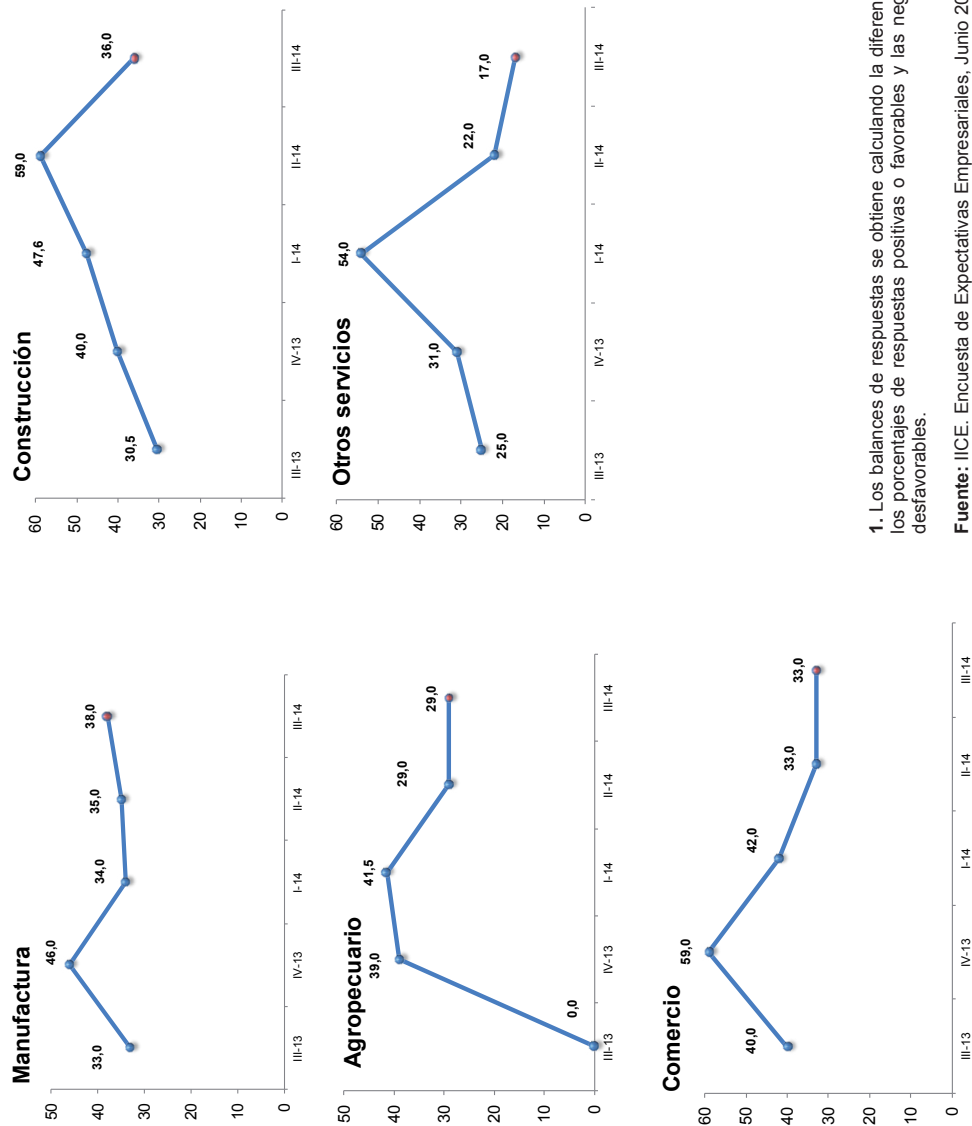 Manufactura
50
40
30
20
10
0
33,0
46,0
34,0
35,0
38,0
III-13
IV-13
I-14
II-14
III-14
Construcción
60
50
40
30
20
10
0
30,5
40,0
47,6
59,0
36,0
III-13
IV-13
I-14
II-14
III-14
Agropecuario
50
40
30
20
10
0
0,0
39,0
41,5
29,0
29,0
III-13
IV-13
I-14
II-14
III-14
Otros servicios
60
50
40
30
20
10
0
25,0
31,0
54,0
22,0
17,0
III-13
IV-13
I-14
II-14
III-14
Comercio
60
50
40
30
20
10
0
40,0
59,0
42,0
33,0
33,0
III-13
IV-13
I-14
II-14
III-14
1. Los balances de respuestas se obtiene calculando la diferen
los porcentajes de respuestas positivas o favorables y las neg
desfavorables.
Fuente: IICE. Encuesta de Expectativas Empresariales, Junio 20